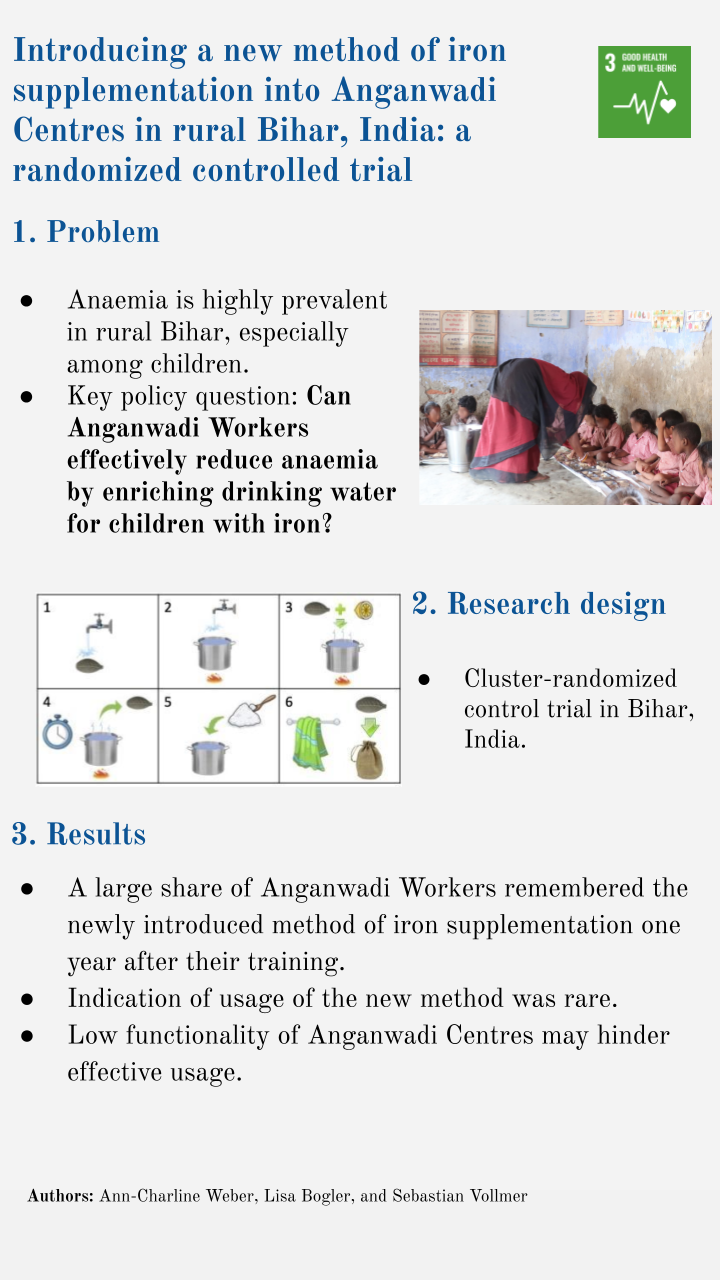 Introducing a new method of iron
supplementation into Anganwadi
Centres in rural Bihar, India: a
randomized controlled trial
3 GOOD HEALTH
AND WELL-BEING
1. Problem
● Anaemia is highly prevalent
in rural Bihar, especially
among children.
● Key policy question: Can
Anganwadi Workers
effectively reduce anaemia
by enriching drinking water
for children with iron?
1
2
3
4
5
6
2. Research design
● Cluster-randomized
control trial in Bihar,
India.
3. Results
● A large share of Anganwadi Workers remembered the
newly introduced method of iron supplementation one
year after their training.
● Indication of usage of the new method was rare.
● Low functionality of Anganwadi Centres may hinder
effective usage.
Authors: Ann-Charline Weber, Lisa Bogler, and Sebastian Vollmer